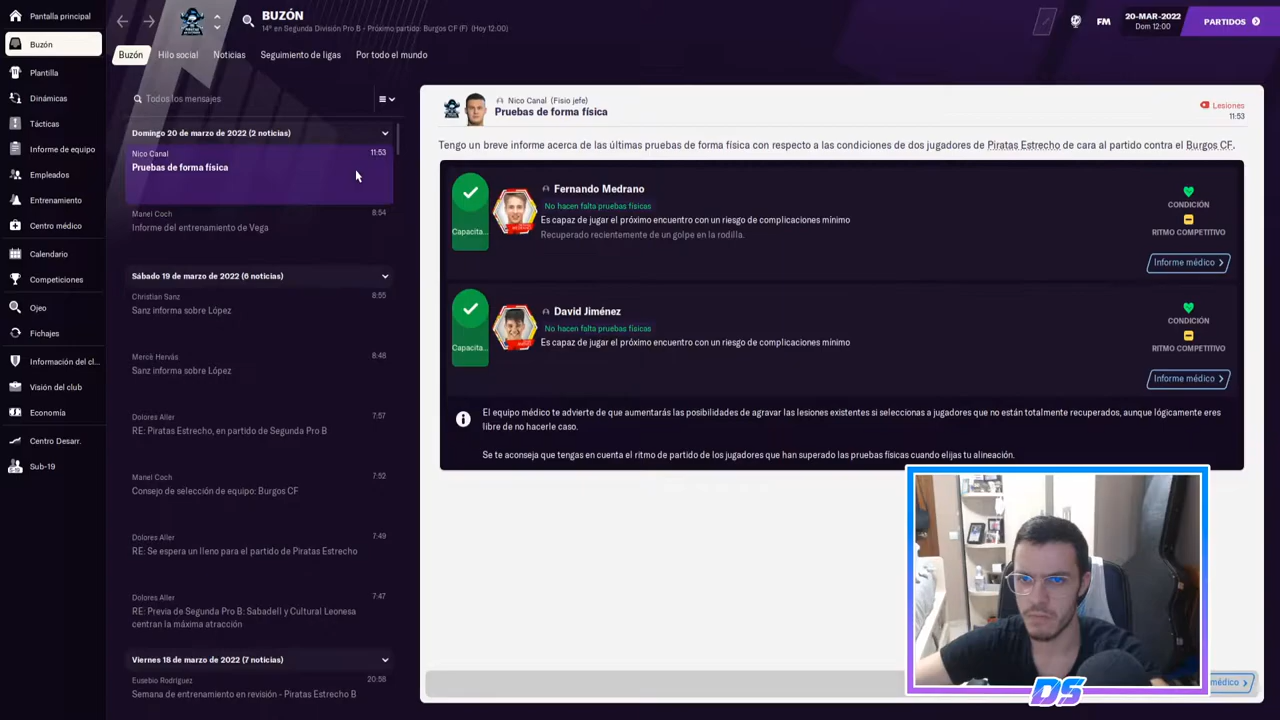 Pantalla principal
Buzón
Plantilla
Dinámicas
Tácticas
Informe de equipo
Empleados
Entrenamiento
Centro médico
Calendario
Competiciones
Ojeo
Fichajes
Información del cl...
Visión del club
Economía
Centro Desarr.
Sub-19
BUZÓN
14º en Segunda División Pro B - Próximo partido: Burgos CF (F) (Hoy 12:00)
FM
20-MAR-2022
Dom 12:00
PARTIDOS
Buzón
Hilo social
Noticias
Seguimiento de ligas
Por todo el mundo
Todos los mensajes
Domingo 20 de marzo de 2022 (2 noticias)
Nico Canal
11:53
Pruebas de forma física
Manel Coch
8:54
Informe del entrenamiento de Vega
Sábado 19 de marzo de 2022 (6 noticias)
Christian Sanz
8:55
Sanz informa sobre López
Mercè Hervás
8:48
Sanz informa sobre López
Dolores Aller
7:57
RE: Piratas Estrecho, en partido de Segunda Pro B
Manel Coch
7:52
Consejo de selección de equipo: Burgos CF
Dolores Aller
7:49
RE: Se espera un lleno para el partido de Piratas Estrecho
Dolores Aller
7:47
RE: Previa de Segunda Pro B: Sabadell y Cultural Leonesa
centran la máxima atracción
Viernes 18 de marzo de 2022 (7 noticias)
Eusebio Rodríguez
20:58
Semana de entrenamiento en revisión - Piratas Estrecho B
Nico Canal (Fisio jefe)
Pruebas de forma física
Lesiones
11:53
Tengo un breve informe acerca de las últimas pruebas de forma física con respecto a las condiciones de dos jugadores de Piratas Estrecho de cara al partido contra el Burgos CF.
Capacita...
Fernando Medrano
No hacen falta pruebas físicas
Es capaz de jugar el próximo encuentro con un riesgo de complicaciones mínimo
Recuperado recientemente de un golpe en la rodilla.
CONDICIÓN
RITMO COMPETITIVO
Informe médico
Capacita...
David Jiménez
No hacen falta pruebas físicas
Es capaz de jugar el próximo encuentro con un riesgo de complicaciones mínimo
CONDICIÓN
RITMO COMPETITIVO
Informe médico
El equipo médico te advierte de que aumentarás las posibilidades de agravar las lesiones existentes si seleccionas a jugadores que no están totalmente recuperados, aunque lógicamente eres
libre de no hacerle caso.
Se te aconseja que tengas en cuenta el ritmo de partido de los jugadores que han superado las pruebas físicas cuando elijas tu alineación.
médico
DS